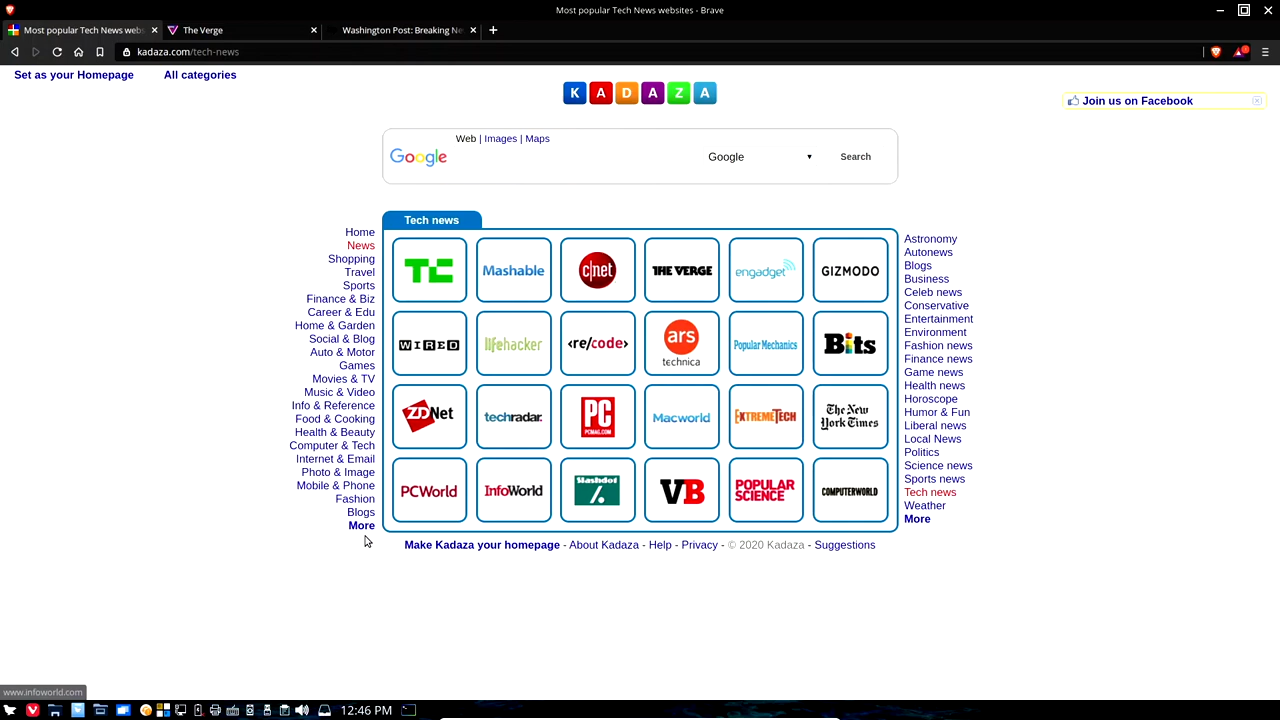 Most popular Tech News websites - Brave
Most popular Tech News webs
The Verge
Washington Post: Breaking Ne
kadaza.com/tech-news
Set as your Homepage
All categories
K A D A Z A
Join us on Facebook
Web | Images | Maps
Google
Google
Search
Tech news
Home
News
Shopping
Travel
Sports
Finance & Biz
Career & Edu
Home & Garden
Social & Blog
Auto & Motor
Games
Movies & TV
Music & Video
Info & Reference
Food & Cooking
Health & Beauty
Computer & Tech
Internet & Email
Photo & Image
Mobile & Phone
Fashion
Blogs
More
TC
Mashable
c|net
THE VERGE
engadget
GIZMODO
WIRED
lifehacker
<re/code>
ars
technica
Popular Mechanics
Bits
ZDNet
techradar.
PC
PCMAG.COM
Macworld
EXTREMETECH
The New
York Times
PCWorld
InfoWorld
Slashdot
/.
VB
POPULAR
SCIENCE
COMPUTERWORLD
Astronomy
Autonews
Blogs
Business
Celeb news
Conservative
Entertainment
Environment
Fashion news
Finance news
Game news
Health news
Horoscope
Humor & Fun
Liberal news
Local News
Politics
Science news
Sports news
Tech news
Weather
More
Make Kadaza your homepage - About Kadaza - Help - Privacy - © 2020 Kadaza - Suggestions
www.infoworld.com
12:46 PM